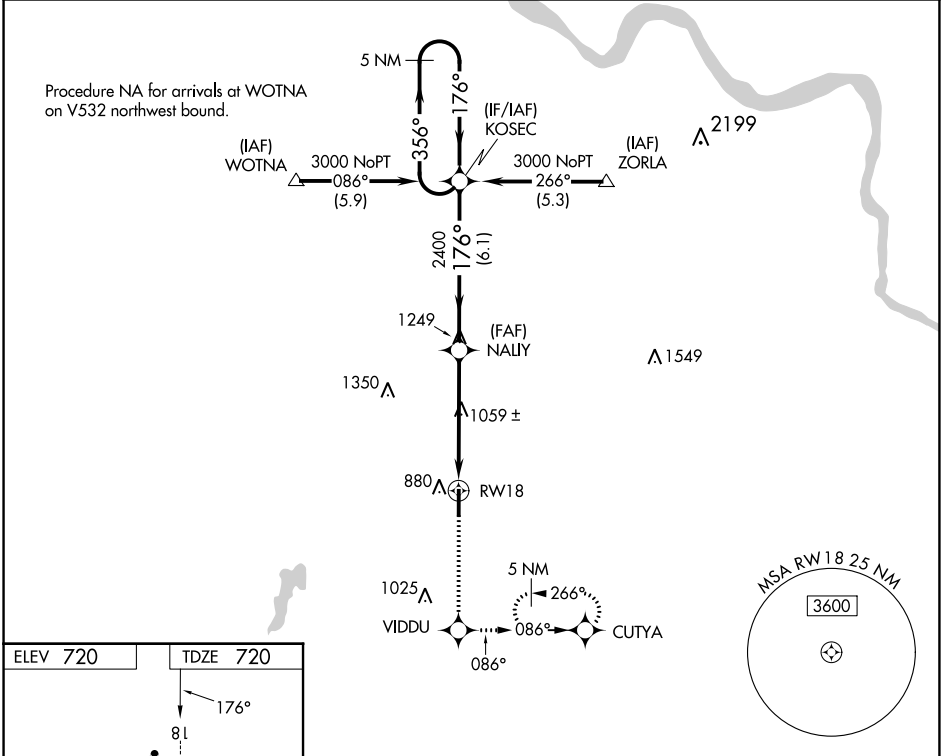 5 NM
Procedure NA for arrivals at WOTNA
on V532 northwest bound.
176°
356°
(IF/IAF)
KOSEC
2199
(IAF)
WOTNA
3000 NoPT
086°
(5.9)
3000 NoPT
266°
(5.3)
(IAF)
ZORLA
2400
176°
(6.1)
1249
(FAF)
NALIY
1549
1350
1059 ±
880
RW18
1025
5 NM
266°
VIDDU
086°
CUTYA
086°
MSA RW18 25 NM
3600
ELEV 720
TDZE 720
176°
18